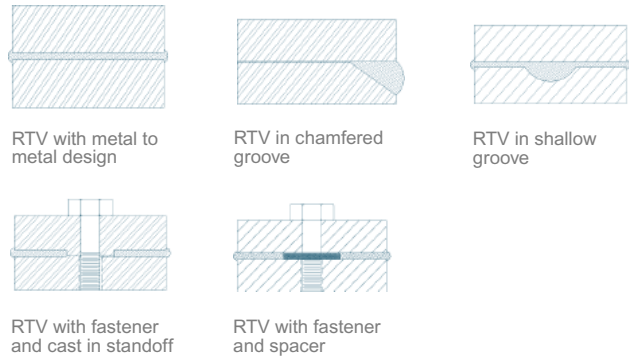 RTV with metal to
metal design
RTV in chamfered
groove
RTV in shallow
groove
RTV with fastener
and cast in standoff
RTV with fastener
and spacer